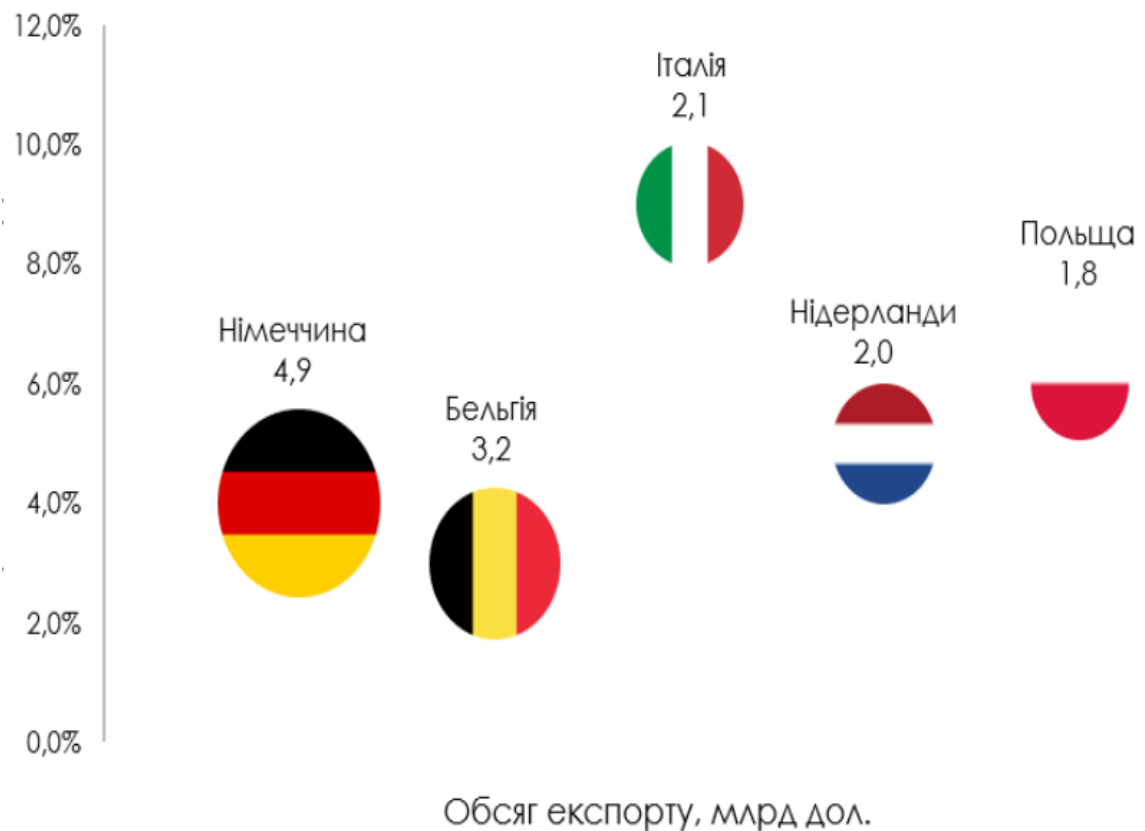 12,0%
10,0%
8,0%
6,0%
4,0%
2,0%
0,0%
Німеччина
4,9
Бельгія
3,2
Італія
2,1
Нідерланди
2,0
Польща
1,8
Обсяг експорту, млрд дол.